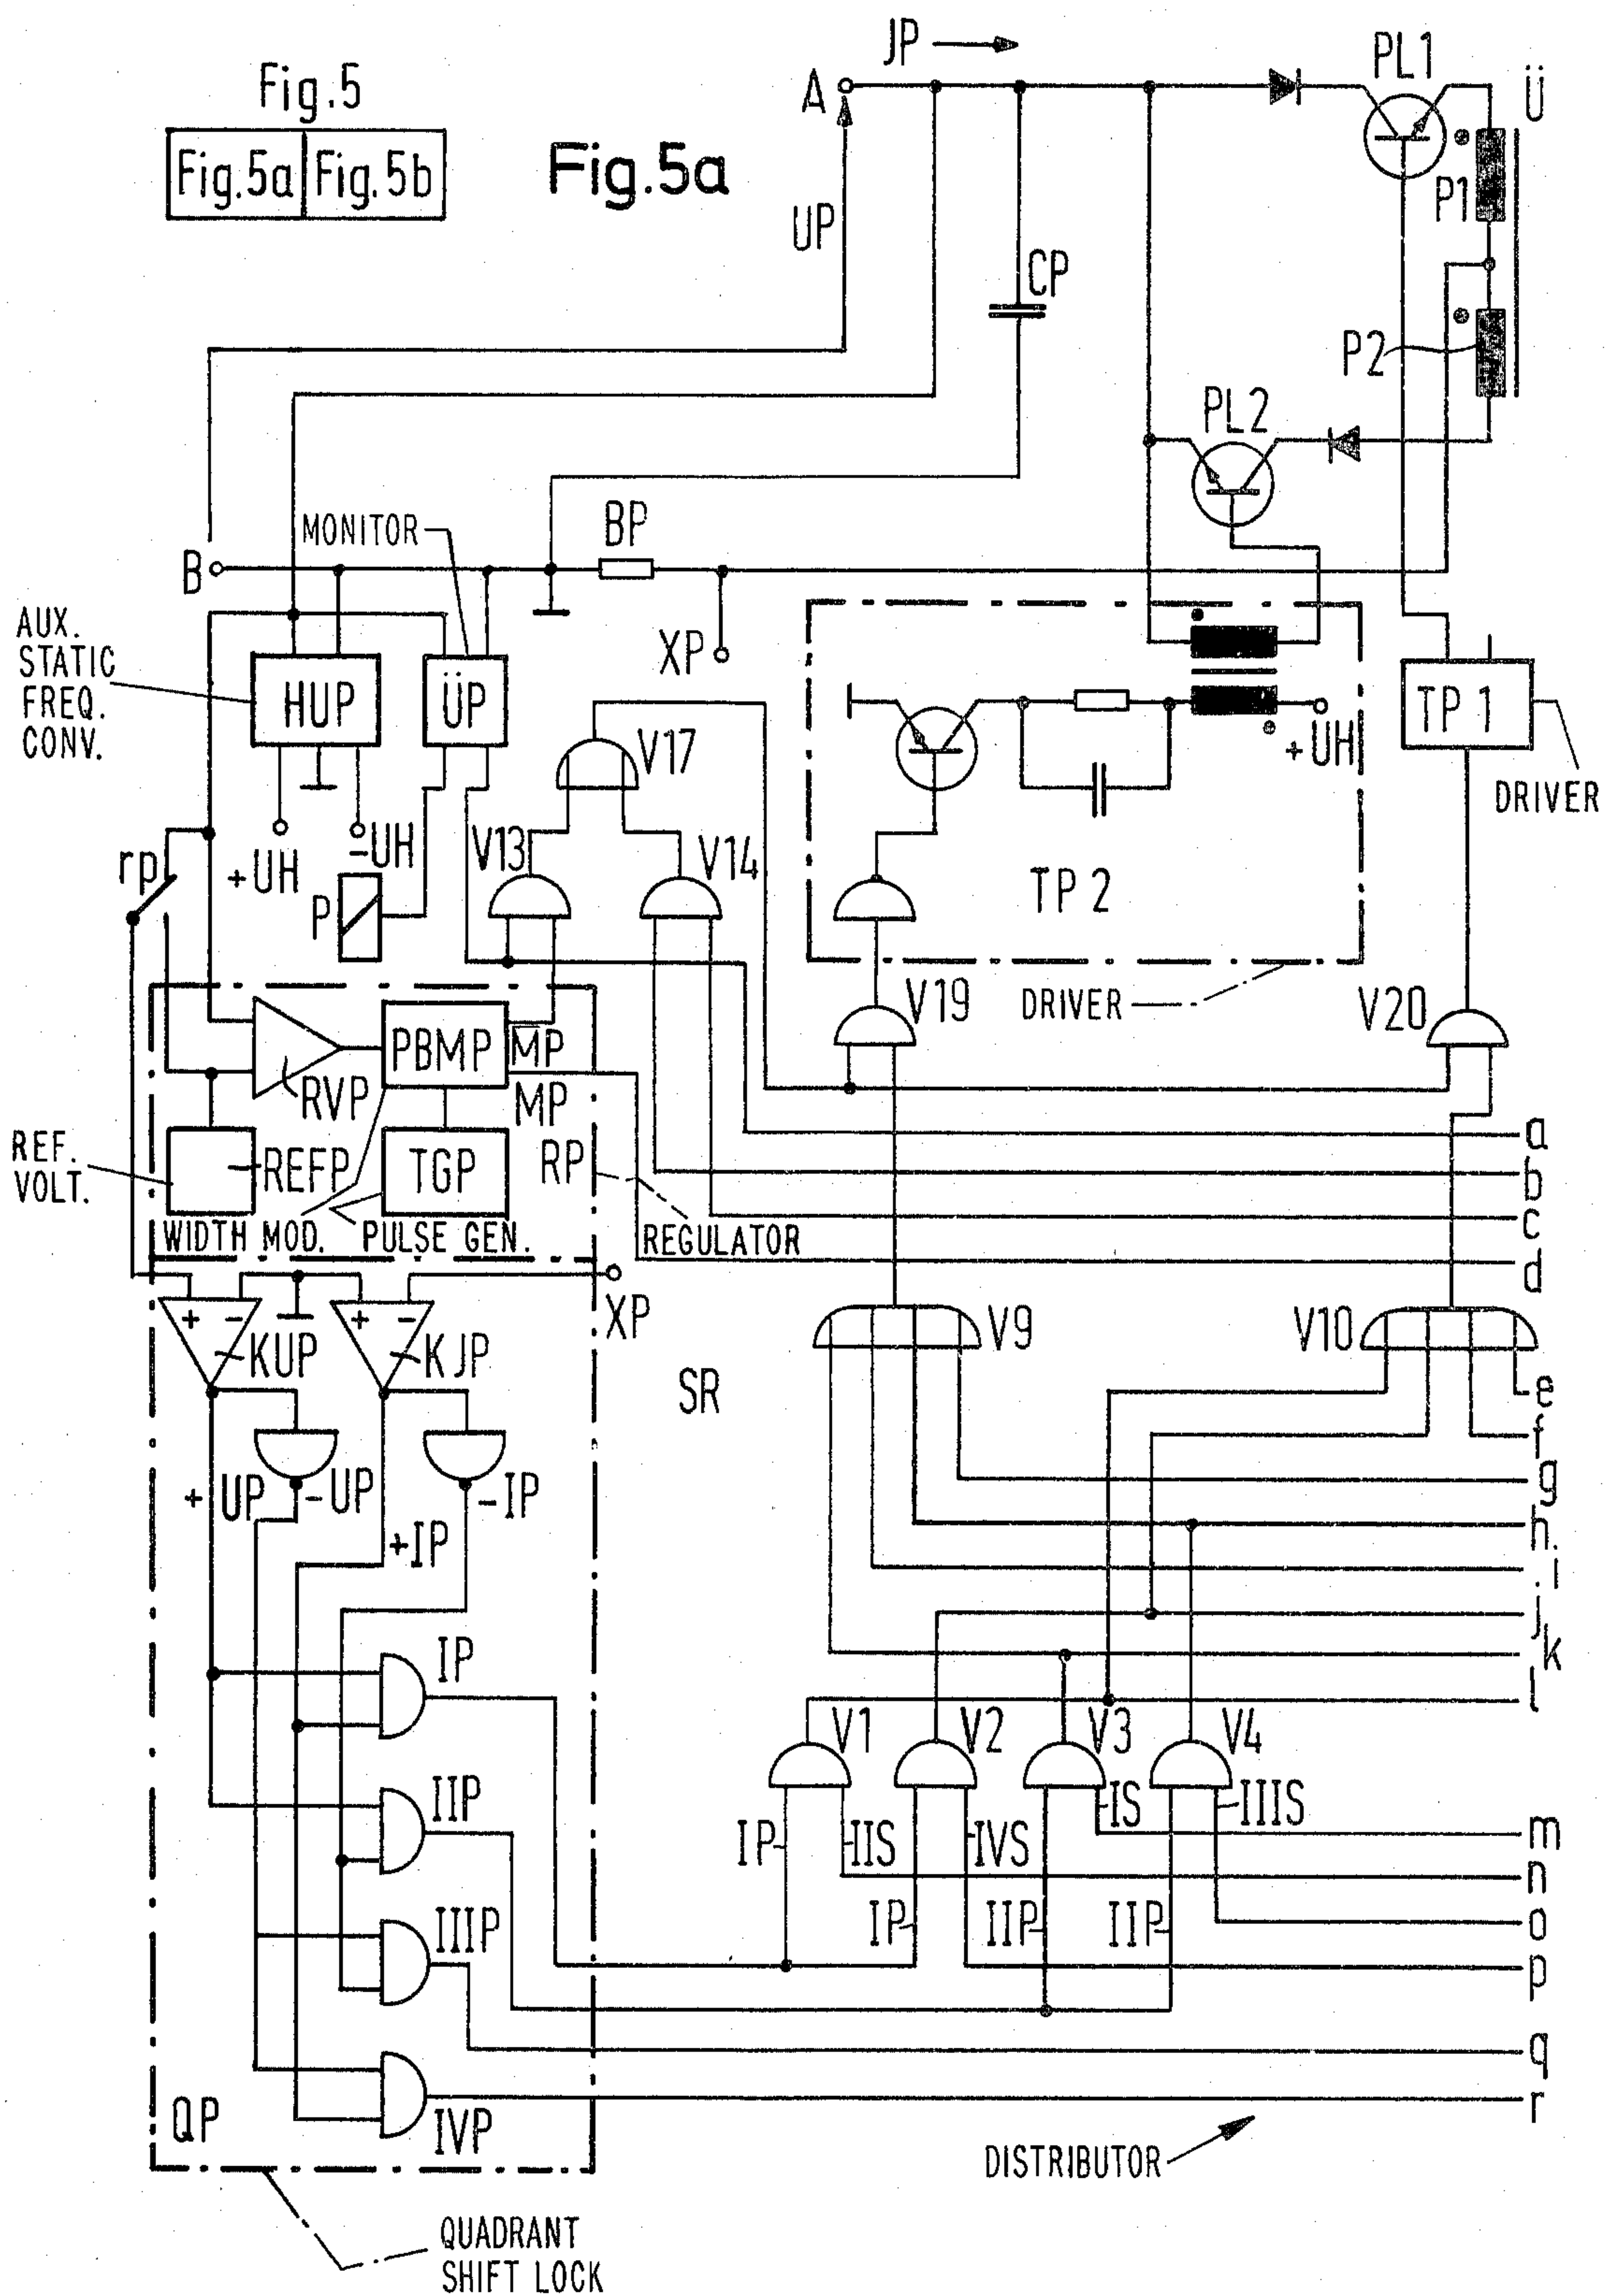 JP
PL1
Ü
Fig.5
Fig.5a Fig.5b
Fig.5a
A
UP
P1
CP
P2
PL2
MONITOR
BP
B
AUX.
STATIC
FREQ.
CONV.
XP
HUP
ÜP
TP 1
V17
+UH
DRIVER
rp
+UH
-UH
V13
V14
P
TP 2
DRIVER
V19
V20
PBMP
MP
RVP
MP
REF.
VOLT.
REFP
TGP
RP
a
b
c
WIDTH MOD.
PULSE GEN.
REGULATOR
d
+ -
+ -
XP
KUP
KJP
V9
V10
SR
e
f
+UP
-UP
-IP
g
+IP
h.
i
j
k
IP
l
V1
V2
V3
V4
IIP
IS
IIIS
m
IP
IIS
IVS
n
IIIP
IP
IIP
IIP
o
p
q
r
QP
IVP
DISTRIBUTOR
QUADRANT
SHIFT LOCK